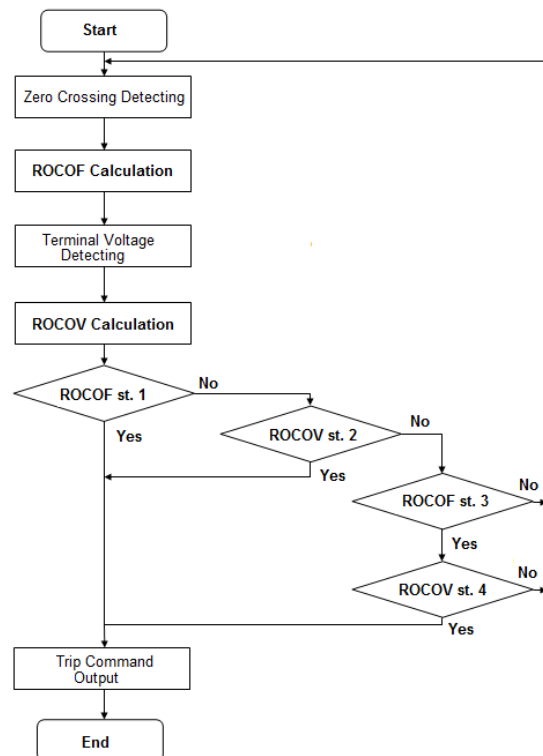 Start
Zero Crossing Detecting
ROCOF Calculation
Terminal Voltage
Detecting
ROCOV Calculation
ROCOF st. 1
No
Yes
ROCOV st. 2
No
Yes
ROCOF st. 3
No
Yes
ROCOV st. 4
No
Yes
Trip Command
Output
End